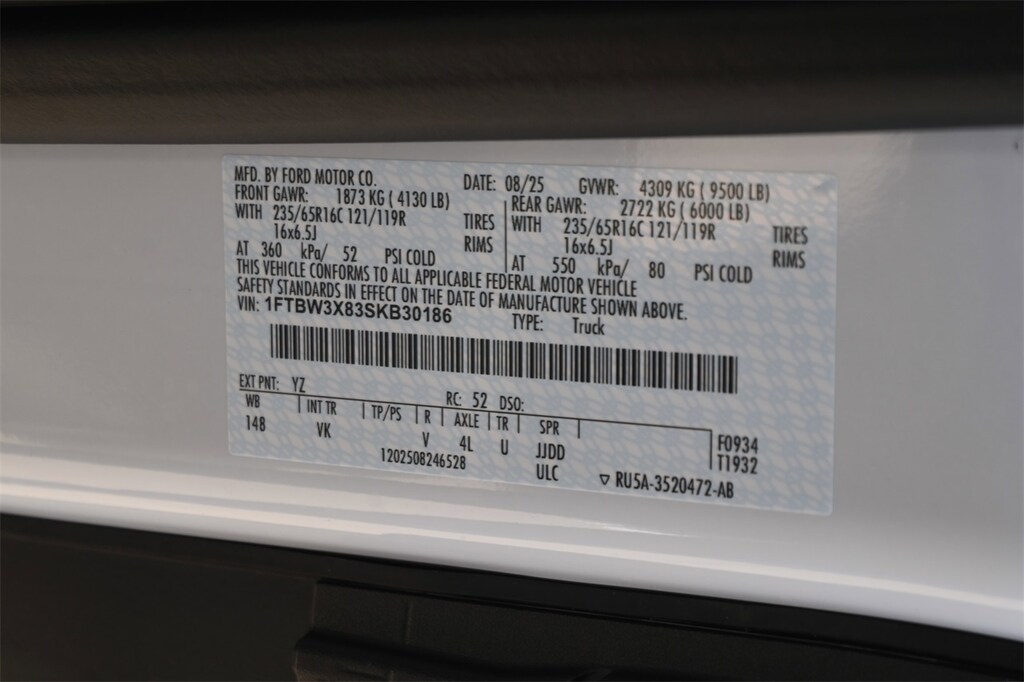 MFD. BY FORD MOTOR CO. DATE: 08/25 GVWR: 4309 KG ( 9500 LB)
FRONT GAWR: 1873 KG ( 4130 LB) REAR GAWR: 2722 KG ( 6000 LB)
WITH 235/65R16C 121/119R TIRES WITH 235/65R16C 121/119R TIRES
16x6.5J RIMS 16x6.5J RIMS
AT 360 kPa/ 52 PSI COLD AT 550 kPa/ 80 PSI COLD
THIS VEHICLE CONFORMS TO ALL APPLICABLE FEDERAL MOTOR VEHICLE
SAFETY STANDARDS IN EFFECT ON THE DATE OF MANUFACTURE SHOWN ABOVE.
VIN: 1FTBW3X83SKB30186 TYPE: Truck
EXT PNT: YZ RC: 52 DSO:
WB INT TR TP/PS R AXLE TR SPR
148 VK V 4L U JJDD F0934
1202508246528 ULC T1932
RU5A-3520472-AB